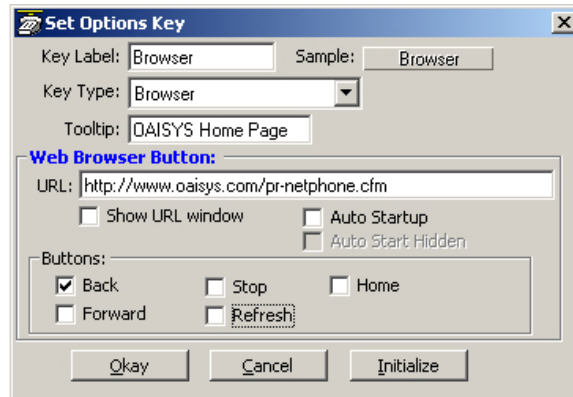 Set Options Key
Key Label: Browser Sample: Browser
Key Type: Browser
Tooltip: OAISYS Home Page
Web Browser Button:
URL: http://www.oaisys.com/pr-netphone.cfm
Show URL window Auto Startup
Auto Start Hidden
Buttons:
Back Stop Home
Forward Refresh
Okay Cancel Initialize